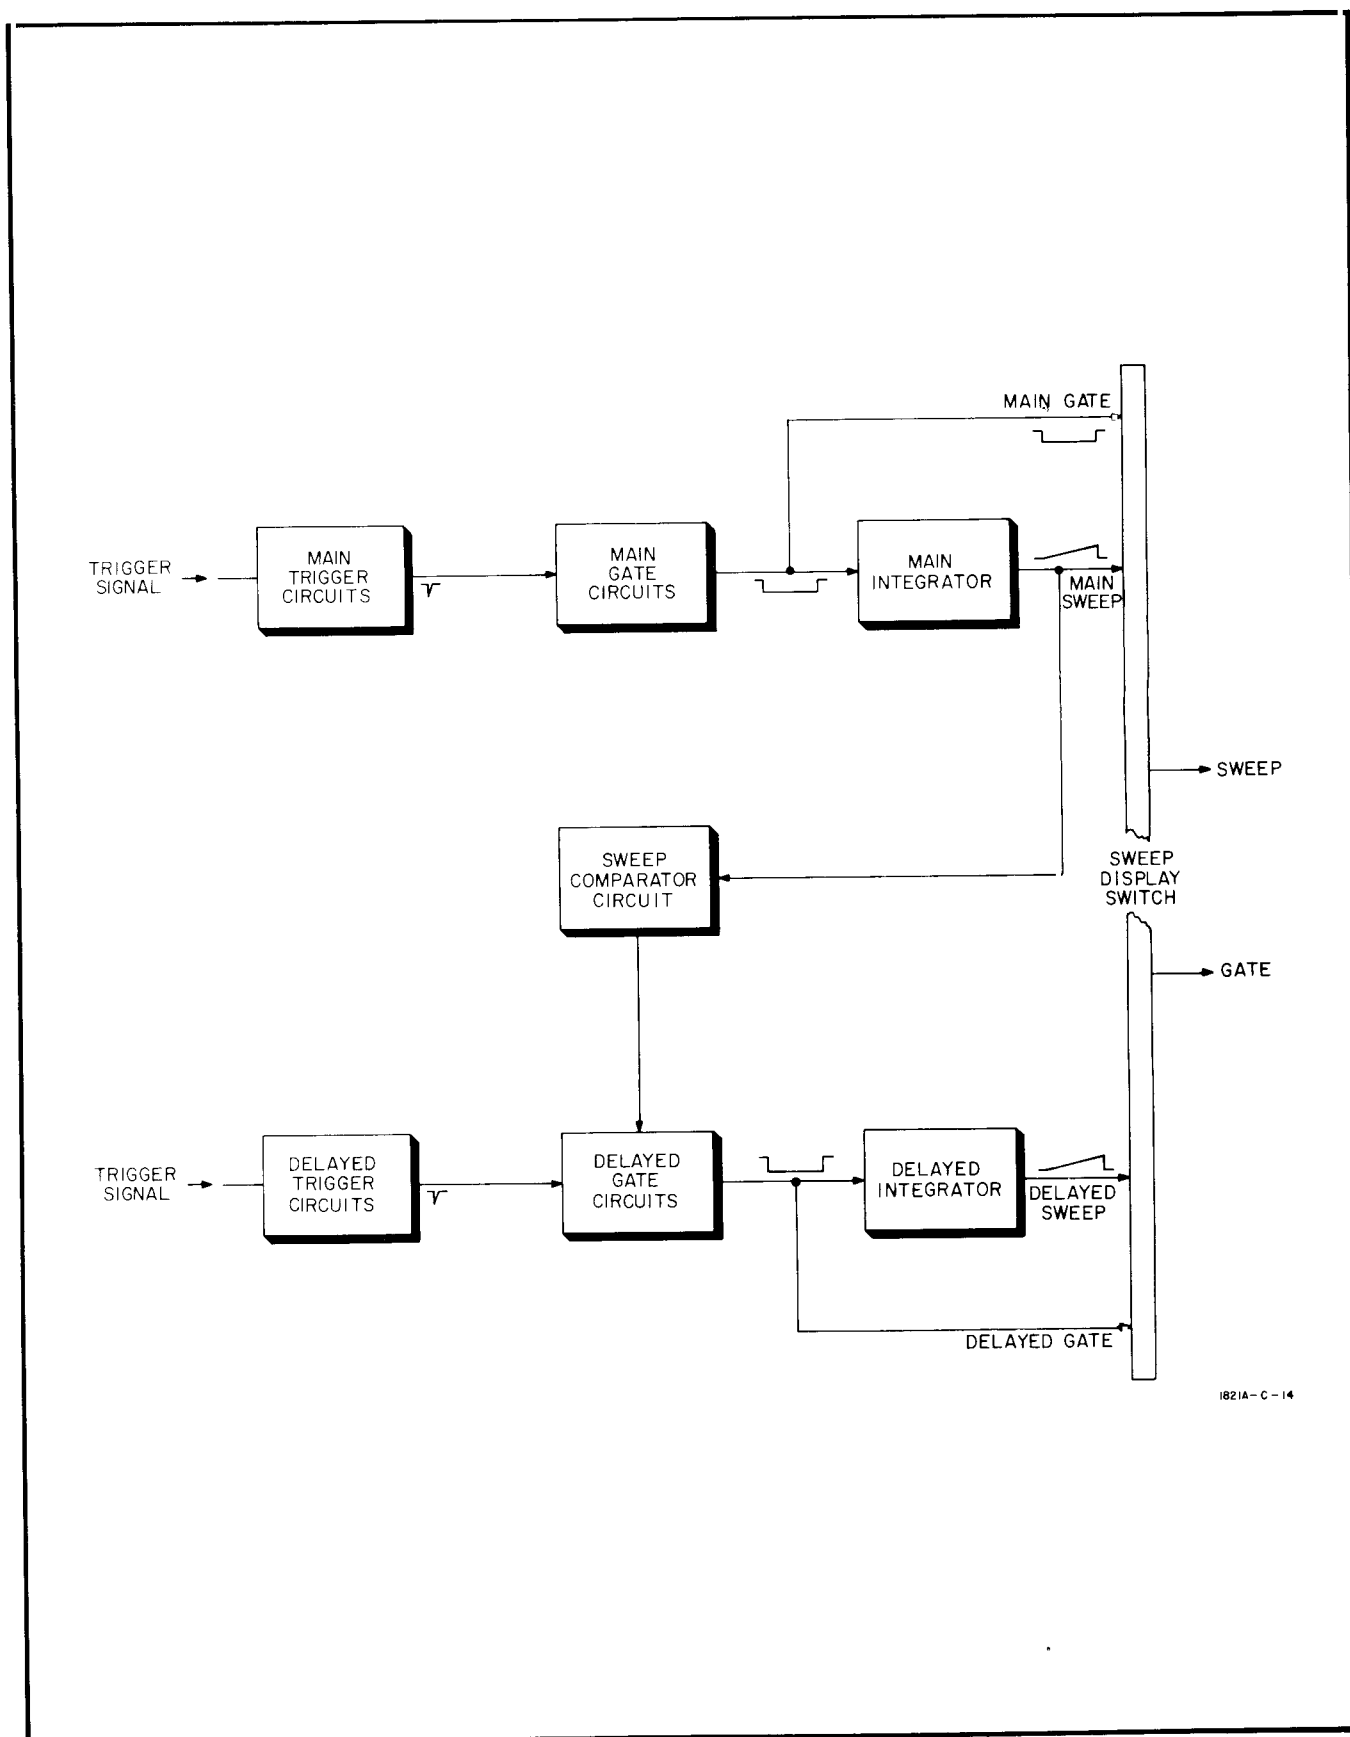 MAIN GATE
TRIGGER
SIGNAL
MAIN
TRIGGER
CIRCUITS
MAIN
GATE
CIRCUITS
MAIN
INTEGRATOR
MAIN
SWEEP
SWEEP
SWEEP
COMPARATOR
CIRCUIT
SWEEP
DISPLAY
SWITCH
GATE
TRIGGER
SIGNAL
DELAYED
TRIGGER
CIRCUITS
DELAYED
GATE
CIRCUITS
DELAYED
INTEGRATOR
DELAYED
SWEEP
DELAYED GATE
1821A-C-14